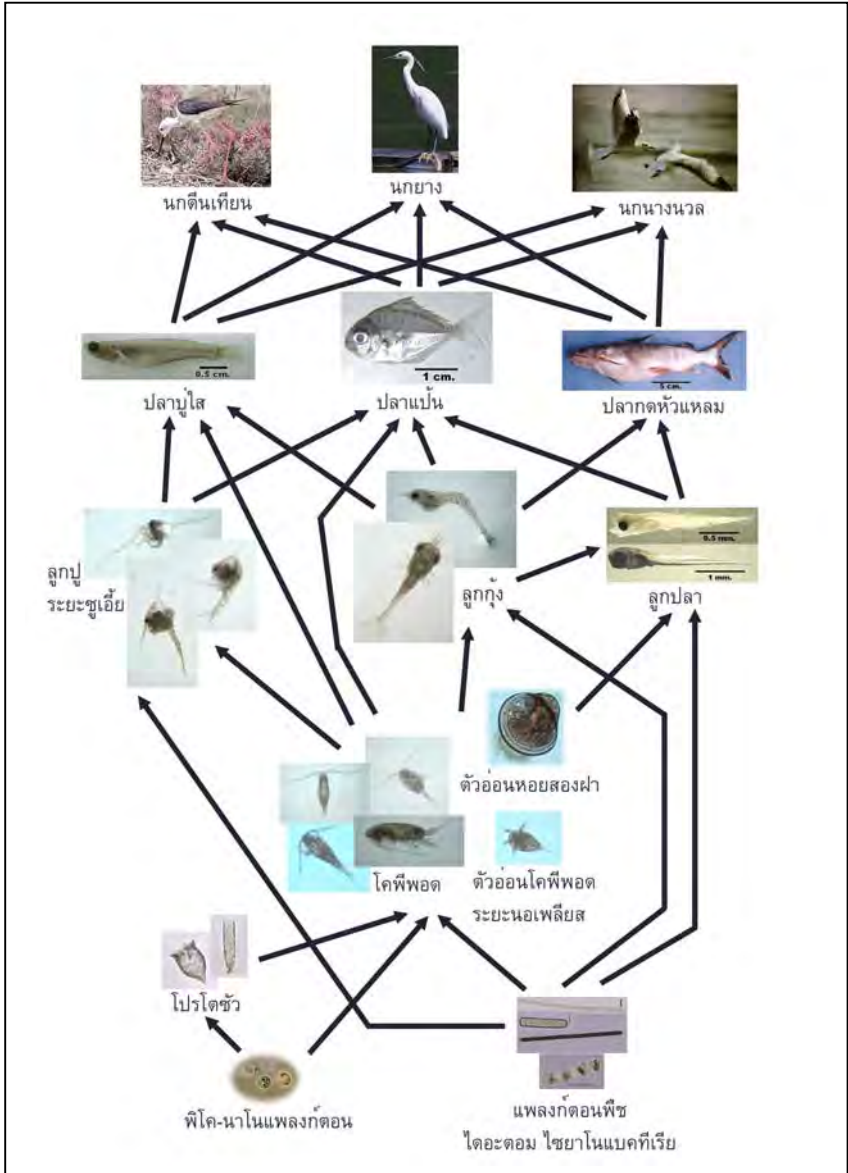 นกตีนเทียน
นกยาง
นกนางนวล
0.5 cm.
1 cm.
5 cm.
ปลาบู่ใส
ปลาแป้น
ปลากดหัวแหลม
0.5 mm.
1 mm.
ลูกปู
ระยะซูเอี้ย
ลูกกุ้ง
ลูกปลา
ตัวอ่อนหอยสองฝา
โคพีพอด
ตัวอ่อนโคพีพอด
ระยะนอเพลียส
โปรโตซัว
พิโค-นาโนแพลงก์ตอน
แพลงก์ตอนพืช
ไดอะตอม ไซยาโนแบคทีเรีย